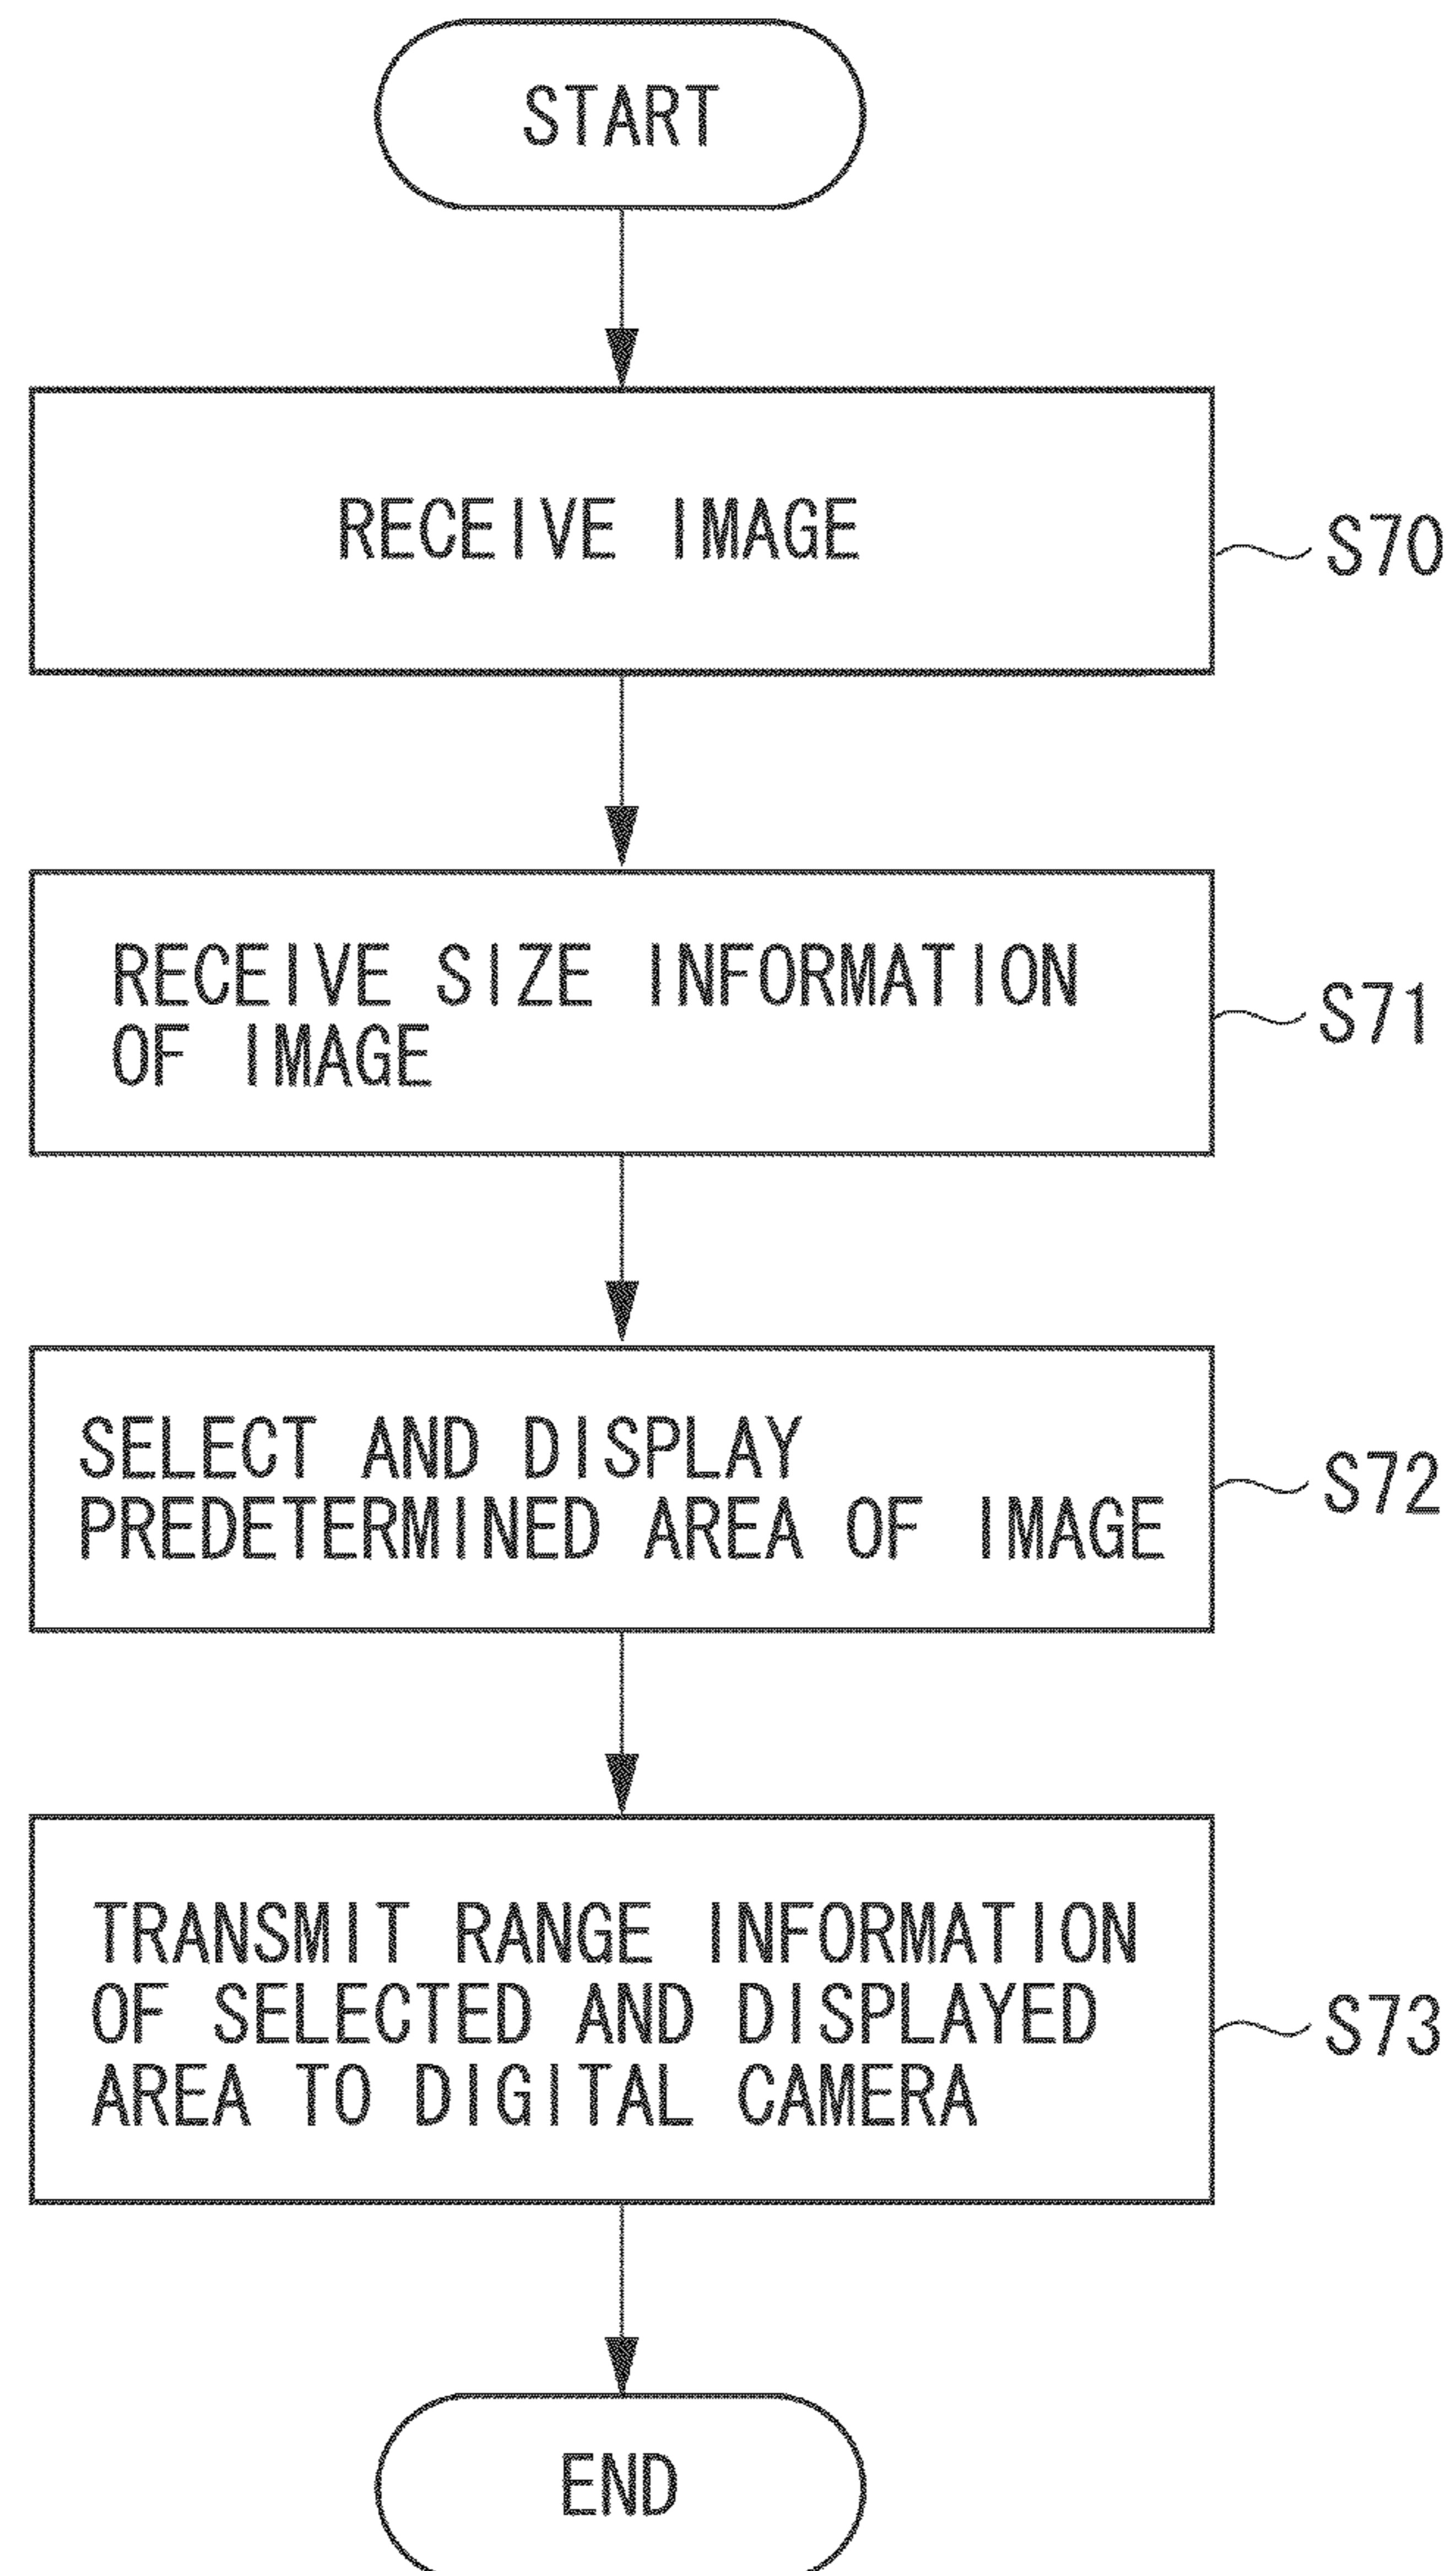 START
RECEIVE IMAGE
S70
RECEIVE SIZE INFORMATION
OF IMAGE
S71
SELECT AND DISPLAY
PREDETERMINED AREA OF IMAGE
S72
TRANSMIT RANGE INFORMATION
OF SELECTED AND DISPLAYED
AREA TO DIGITAL CAMERA
S73
END